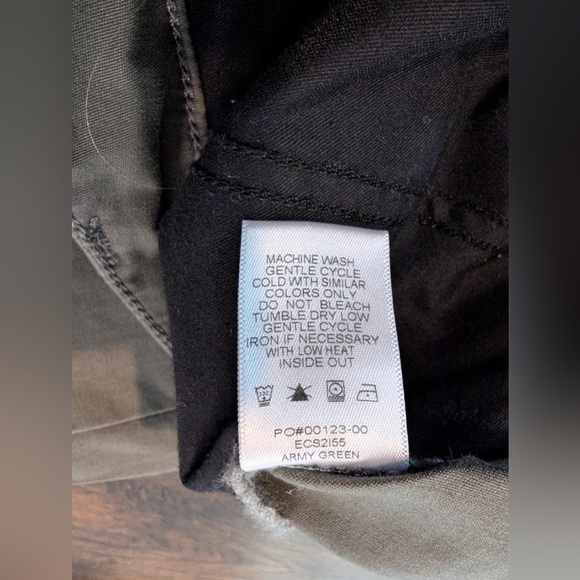 MACHINE WASH
GENTLE CYCLE
COLD WITH SIMILAR
COLORS ONLY
DO NOT BLEACH
TUMBLE DRY LOW
GENTLE CYCLE
IRON IF NECESSARY
WITH LOW HEAT
INSIDE OUT
PO#00123-00
ECS2I55
ARMY GREEN